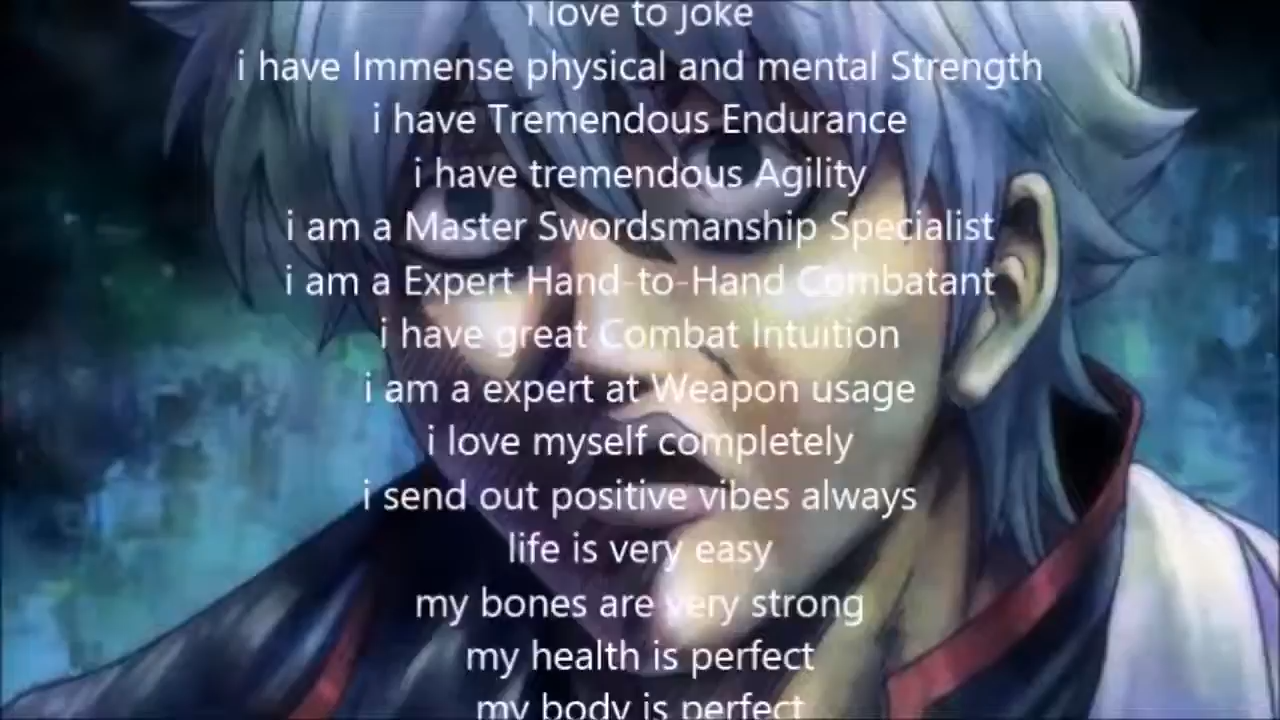 i love to joke
i have Immense physical and mental Strength
i have Tremendous Endurance
i have tremendous Agility
i am a Master Swordsmanship Specialist
i am a Expert Hand-to-Hand Combatant
i have great Combat Intuition
i am a expert at Weapon usage
i love myself completely
i send out positive vibes always
life is very easy
my bones are very strong
my health is perfect
my body is perfect